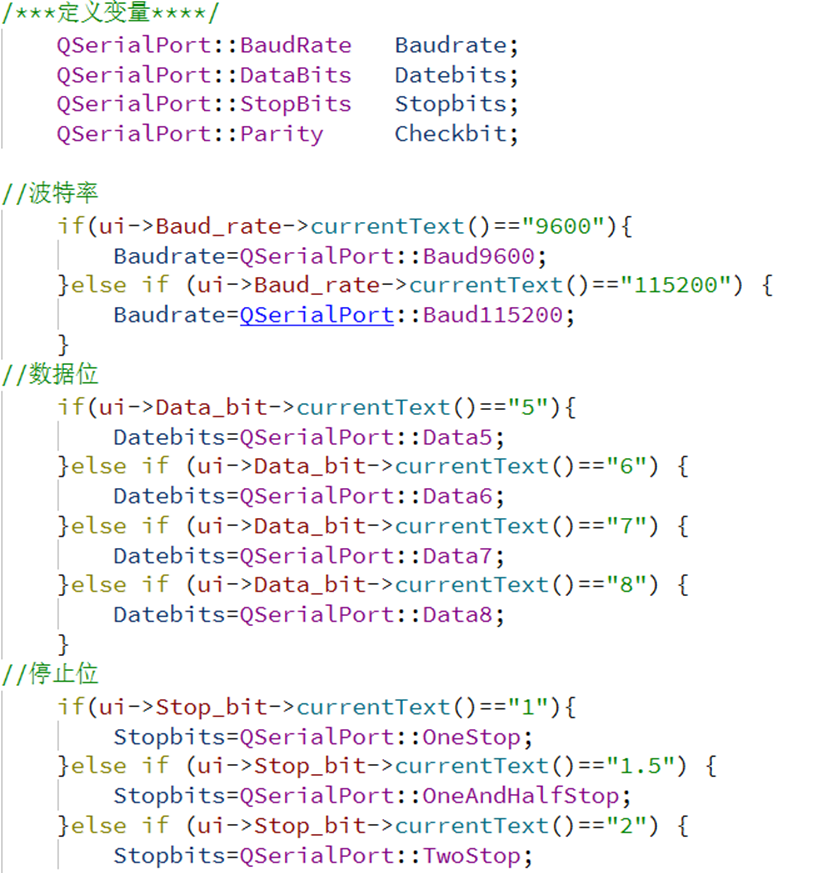 /***定义变量****/
    QSerialPort::BaudRate   Baudrate;
    QSerialPort::DataBits   Datebits;
    QSerialPort::StopBits   Stopbits;
    QSerialPort::Parity     Checkbit;

//波特率
    if(ui->Baud_rate->currentText()=="9600"){
        Baudrate=QSerialPort::Baud9600;
    }else if (ui->Baud_rate->currentText()=="115200") {
        Baudrate=QSerialPort::Baud115200;
    }
//数据位
    if(ui->Data_bit->currentText()=="5"){
        Datebits=QSerialPort::Data5;
    }else if (ui->Data_bit->currentText()=="6") {
        Datebits=QSerialPort::Data6;
    }else if (ui->Data_bit->currentText()=="7") {
        Datebits=QSerialPort::Data7;
    }else if (ui->Data_bit->currentText()=="8") {
        Datebits=QSerialPort::Data8;
    }
//停止位
    if(ui->Stop_bit->currentText()=="1"){
        Stopbits=QSerialPort::OneStop;
    }else if (ui->Stop_bit->currentText()=="1.5") {
        Stopbits=QSerialPort::OneAndHalfStop;
    }else if (ui->Stop_bit->currentText()=="2") {
        Stopbits=QSerialPort::TwoStop;